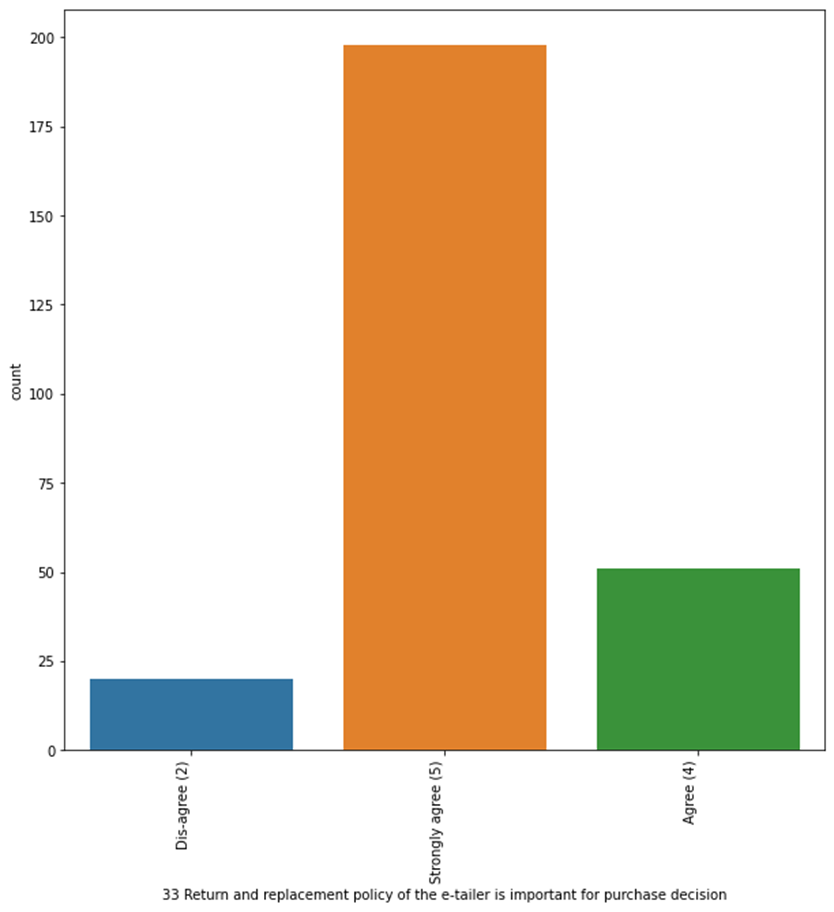 200
175
150
125
100
75
50
25
0
count
Dis-agree (2)
Strongly agree (5)
Agree (4)
33 Return and replacement policy of the e-tailer is important for purchase decision